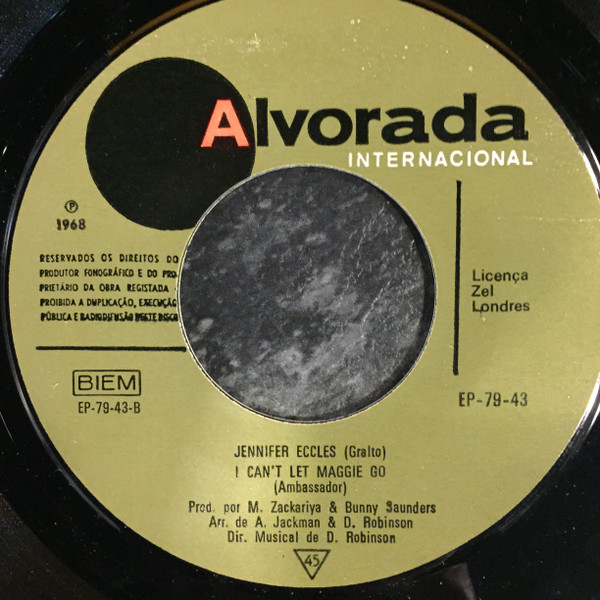 Alvorada
INTERNACIONAL
℗
1968
RESERVADOS OS DIREITOS DO
PRODUTOR FONOGRÁFICO E DO PRO-
PRIETÁRIO DA OBRA REGISTADA
PROIBIDA A DUPLICAÇÃO, EXECUÇÃO
PÚBLICA E RADIODIFUSÃO DESTE DISCO
Licença
Zel
Londres
BIEM
EP-79-43-B
EP-79-43
JENNIFER ECCLES (Gralto)
I CAN'T LET MAGGIE GO
(Ambassador)
Prod. por M. Zackariya & Bunny Saunders
Arr. de A. Jackman & D. Robinson
Dir. Musical de D. Robinson
45